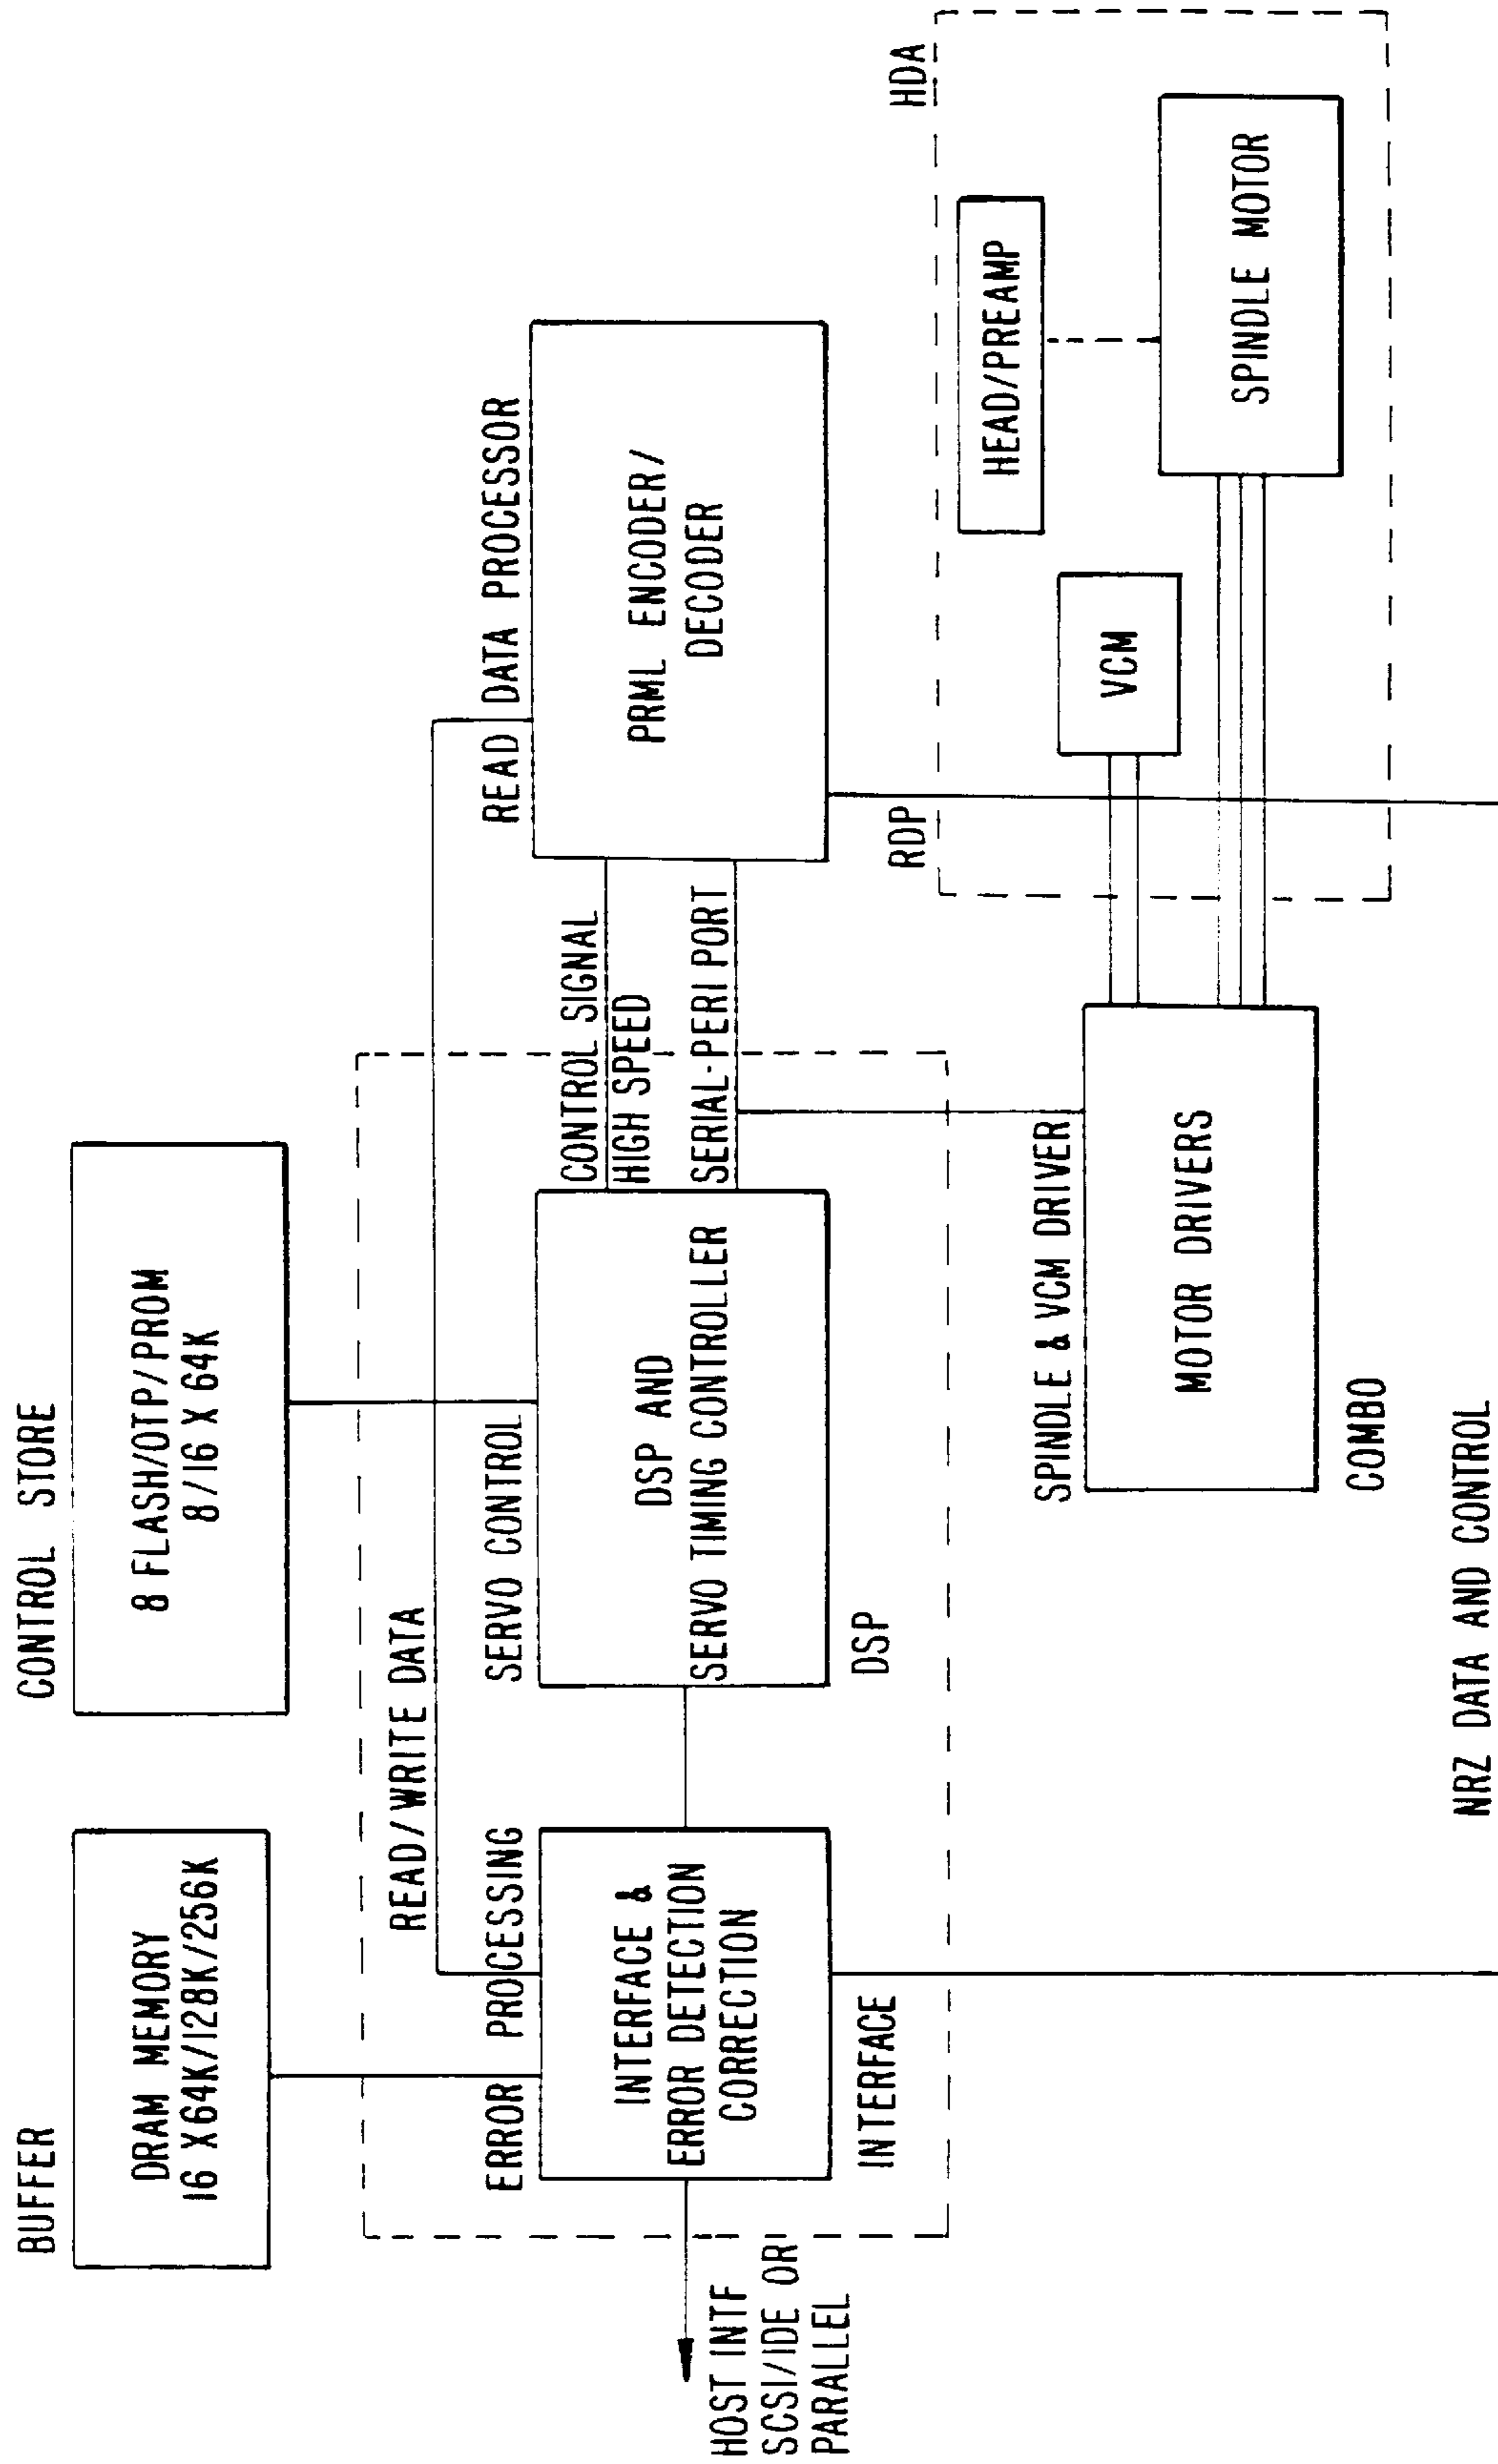 BUFFER
DRAM MEMORY
16 X 64K/128K/256K
CONTROL STORE
8 FLASH/OTP/PROM
8/16 X 64K
READ/WRITE DATA
ERROR PROCESSING
INTERFACE &
ERROR DETECTION
CORRECTION
INTERFACE
HOST INTF
SCSI/IDE OR
PARALLEL
SERVO CONTROL
DSP AND
SERVO TIMING CONTROLLER
DSP
CONTROL SIGNAL
HIGH SPEED
SERIAL-PERI PORT
READ DATA PROCESSOR
PRML ENCODER/
DECODER
RDP
HDA
SPINDLE & VCM DRIVER
MOTOR DRIVERS
COMBO
VCM
HEAD/PREAMP
SPINDLE MOTOR
NRZ DATA AND CONTROL